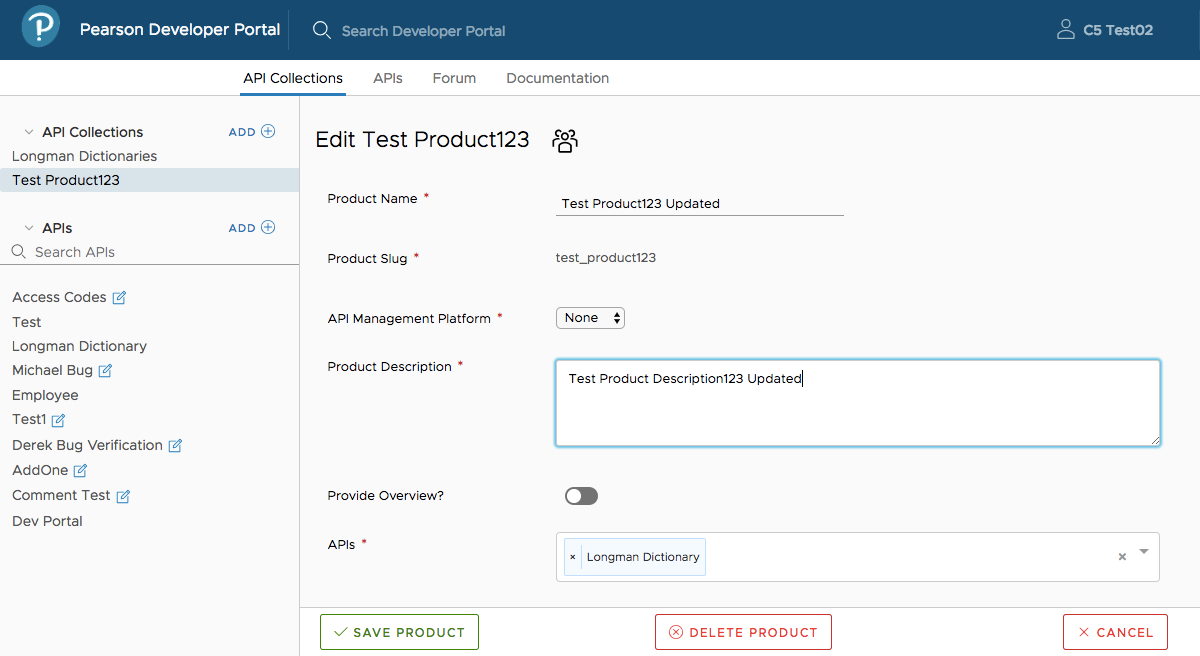 Pearson Developer Portal
Search Developer Portal
C5 Test02
API Collections
APIs
Forum
Documentation
API Collections
ADD
Longman Dictionaries
Test Product123
APIs
ADD
Search APIs
Access Codes
Test
Longman Dictionary
Michael Bug
Employee
Test1
Derek Bug Verification
AddOne
Comment Test
Dev Portal
Edit Test Product123
Product Name *
Test Product123 Updated
Product Slug *
test_product123
API Management Platform *
None
Product Description *
Test Product Description123 Updated
Provide Overview?
APIs *
× Longman Dictionary
×
SAVE PRODUCT
DELETE PRODUCT
CANCEL